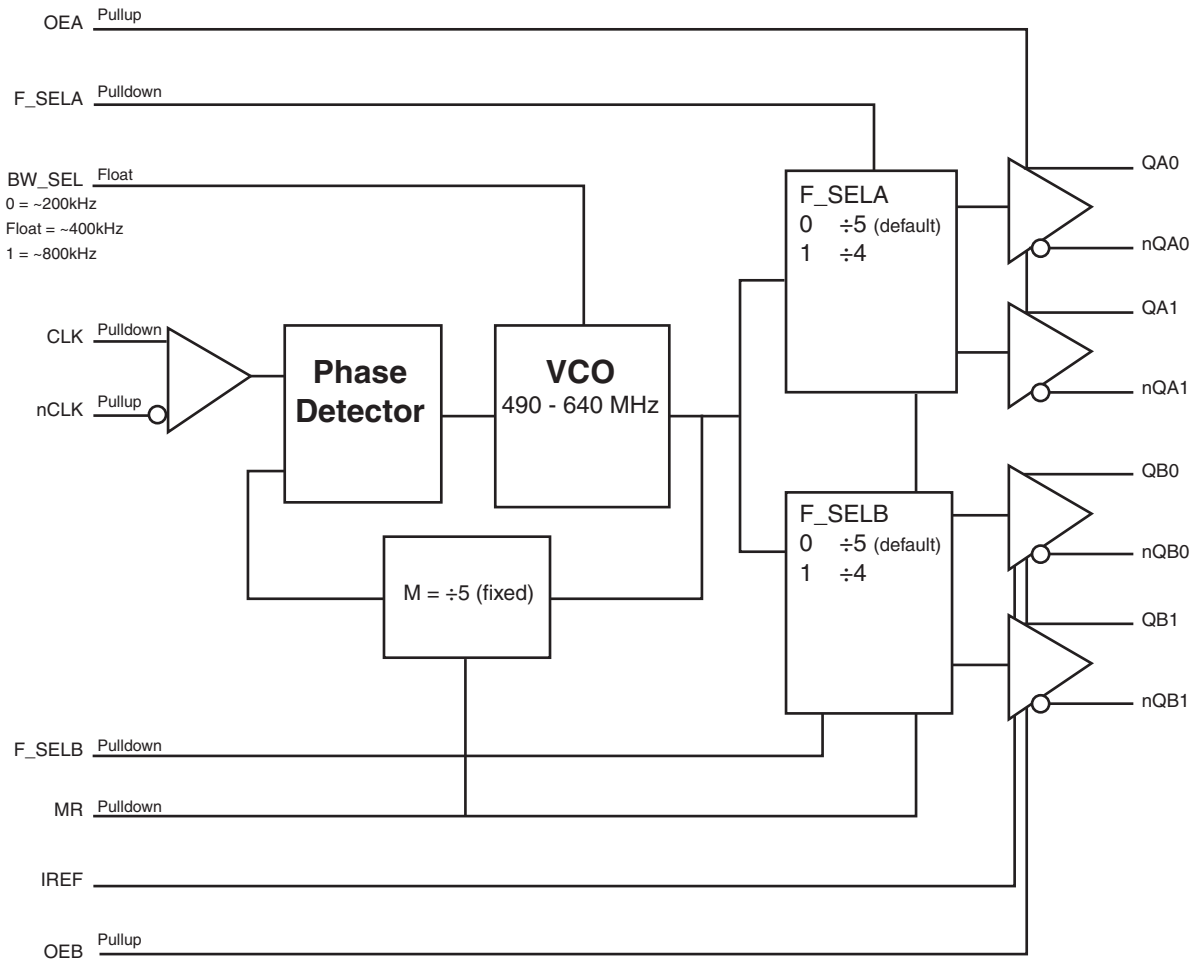 OEA Pullup
F_SELA Pulldown
BW_SEL Float
0 = ~200kHz
Float = ~400kHz
1 = ~800kHz
CLK Pulldown
nCLK Pullup
Phase
Detector
VCO
490 - 640 MHz
M = ÷5 (fixed)
F_SELA
0 ÷5 (default)
1 ÷4
F_SELB
0 ÷5 (default)
1 ÷4
QA0
nQA0
QA1
nQA1
QB0
nQB0
QB1
nQB1
F_SELB Pulldown
MR Pulldown
IREF
OEB Pullup